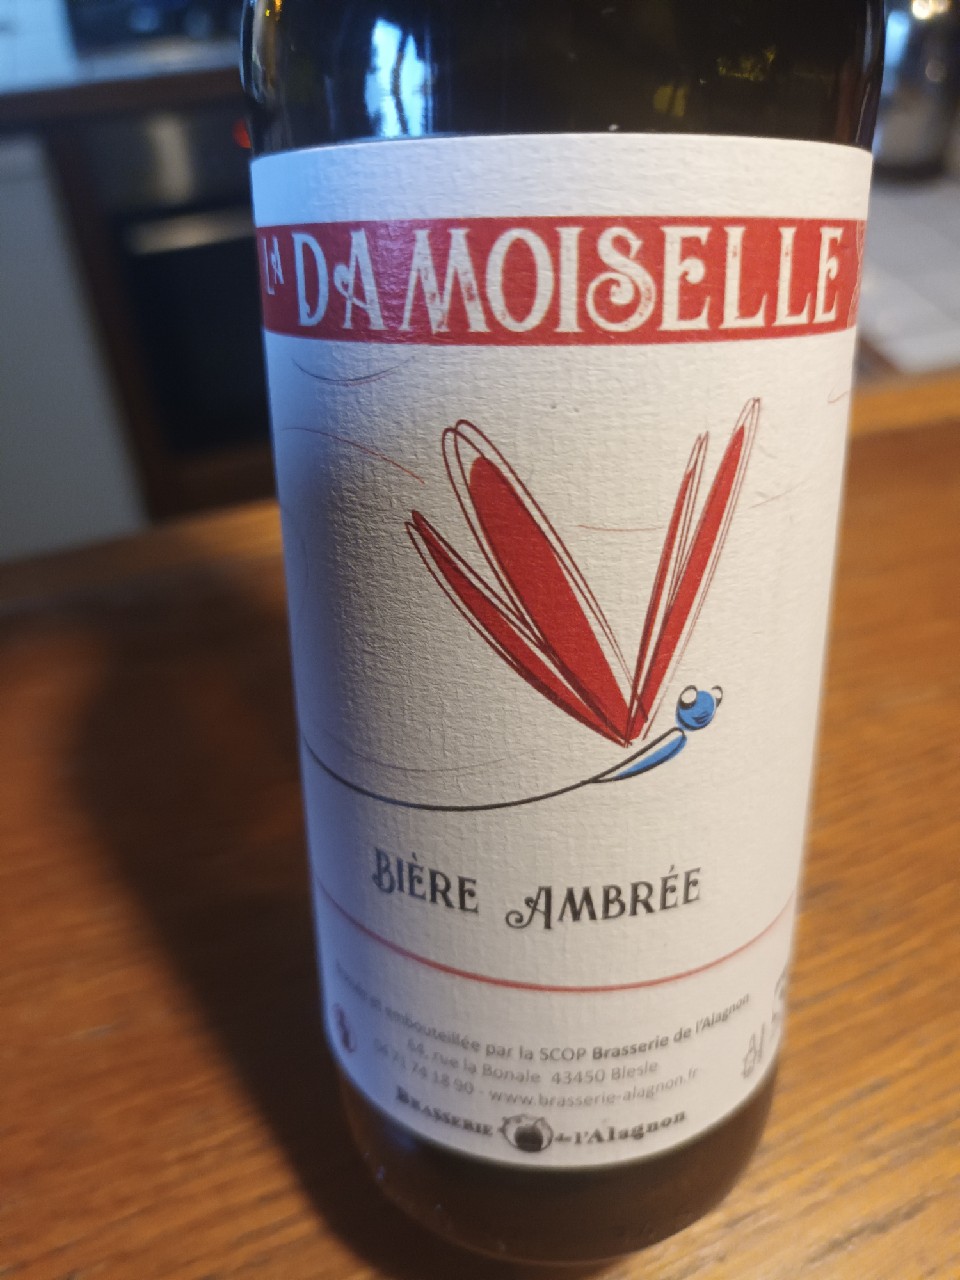 LA DAMOISELLE
BIÈRE AMBRÉE
et embouteillée par la SCOP Brasserie de l'Alagnon
64, rue la Bonale 43450 Blesle
04 71 74 18 90 - www.brasserie-alagnon.fr
BRASSERIE de l'Alagnon